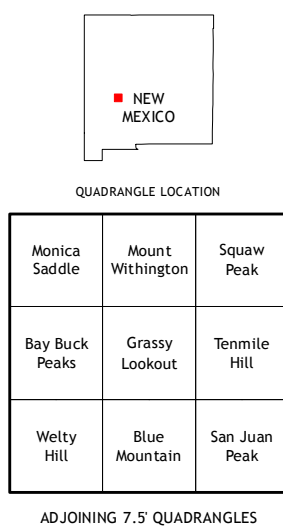 NEW
MEXICO
QUADRANGLE LOCATION
Monica
Saddle
Mount
Withington
Squaw
Peak
Bay Buck
Peaks
Grassy
Lookout
Tenmile
Hill
Welty
Hill
Blue
Mountain
San Juan
Peak
ADJOINING 7.5' QUADRANGLES